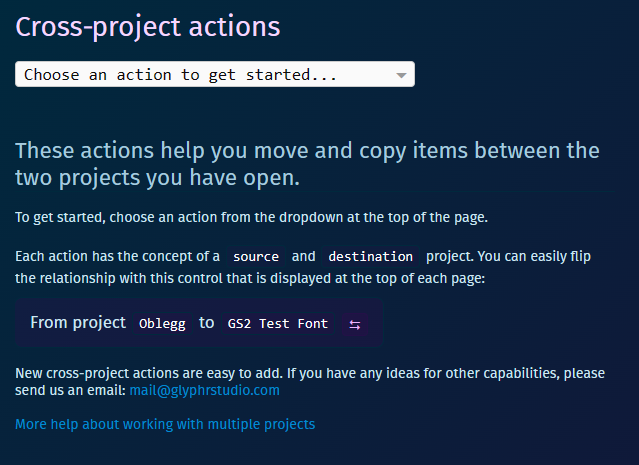 Cross-project actions
Choose an action to get started...
These actions help you move and copy items between the
two projects you have open.
To get started, choose an action from the dropdown at the top of the page.
Each action has the concept of a source and destination project. You can easily flip
the relationship with this control that is displayed at the top of each page:
From project Oblegg to GS2 Test Font ⇆
New cross-project actions are easy to add. If you have any ideas for other capabilities, please
send us an email: mail@glyphrstudio.com
More help about working with multiple projects